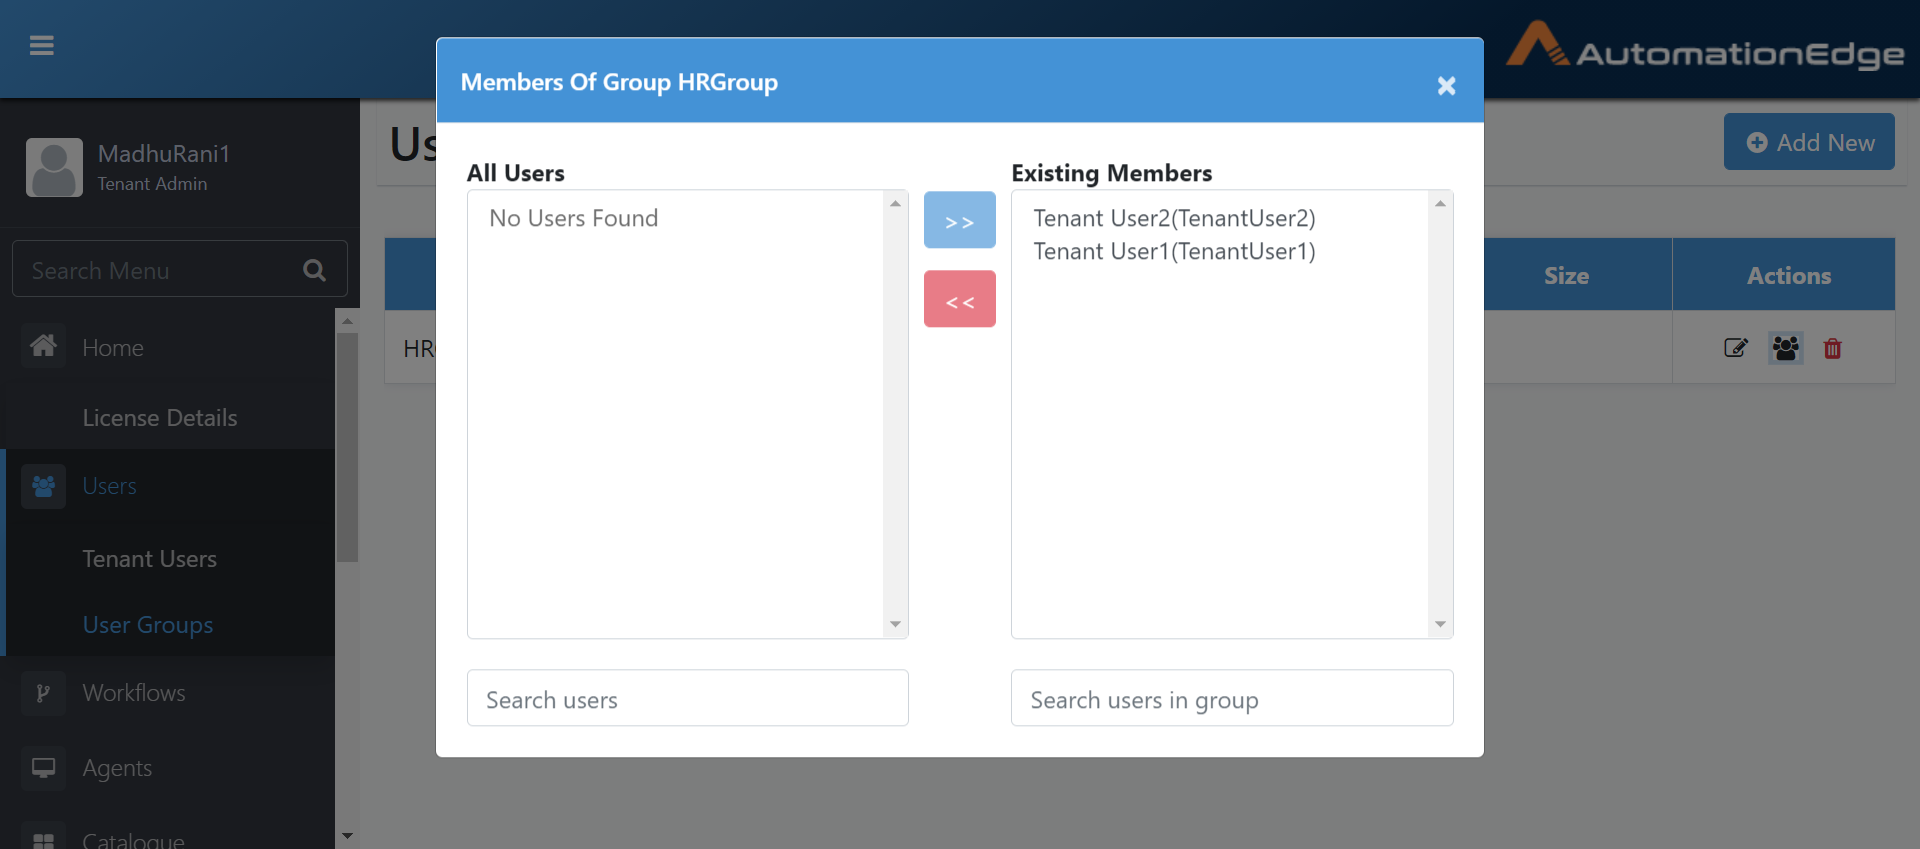 AutomationEdge
Members Of Group HRGroup
×
MadhuRani1
Tenant Admin
Us
Add New
Search Menu
All Users
Existing Members
No Users Found
>>
<<
Tenant User2(TenantUser2)
Tenant User1(TenantUser1)
Size
Actions
HR
Home
License Details
Users
Tenant Users
User Groups
Workflows
Agents
Catalogue
Search users
Search users in group